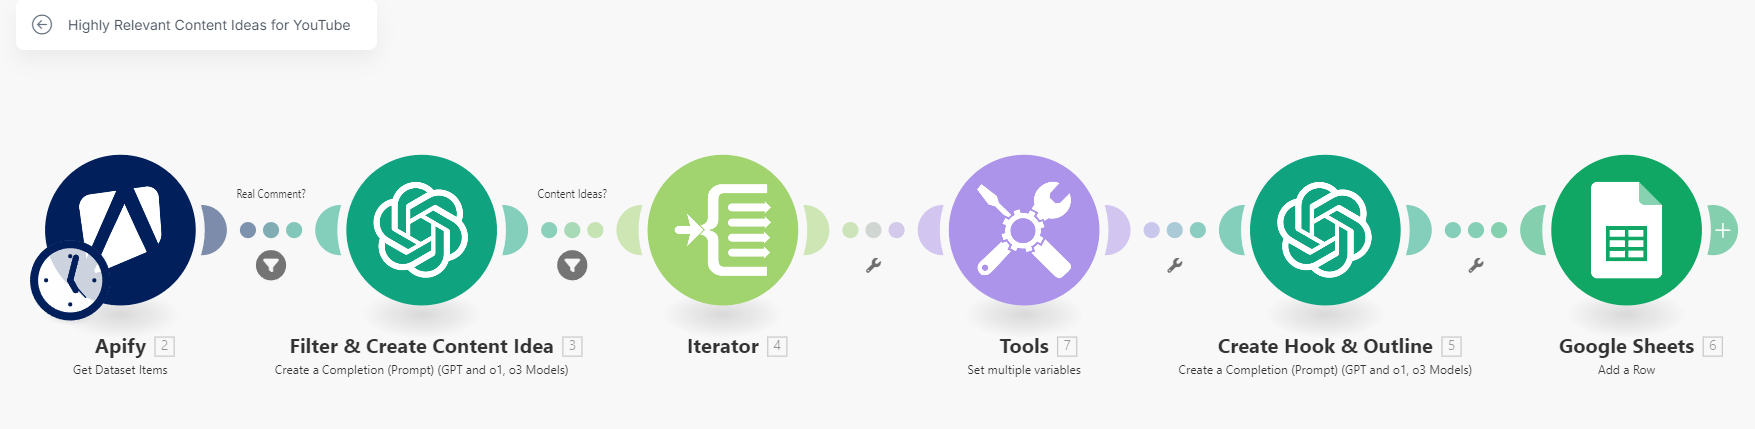 Highly Relevant Content Ideas for YouTube
Real Comment?
Content Ideas?
Apify 2
Get Dataset Items
Filter & Create Content Idea 3
Create a Completion (Prompt) (GPT and o1, o3 Models)
Iterator 4
Tools 7
Set multiple variables
Create Hook & Outline 5
Create a Completion (Prompt) (GPT and o1, o3 Models)
Google Sheets 6
Add a Row